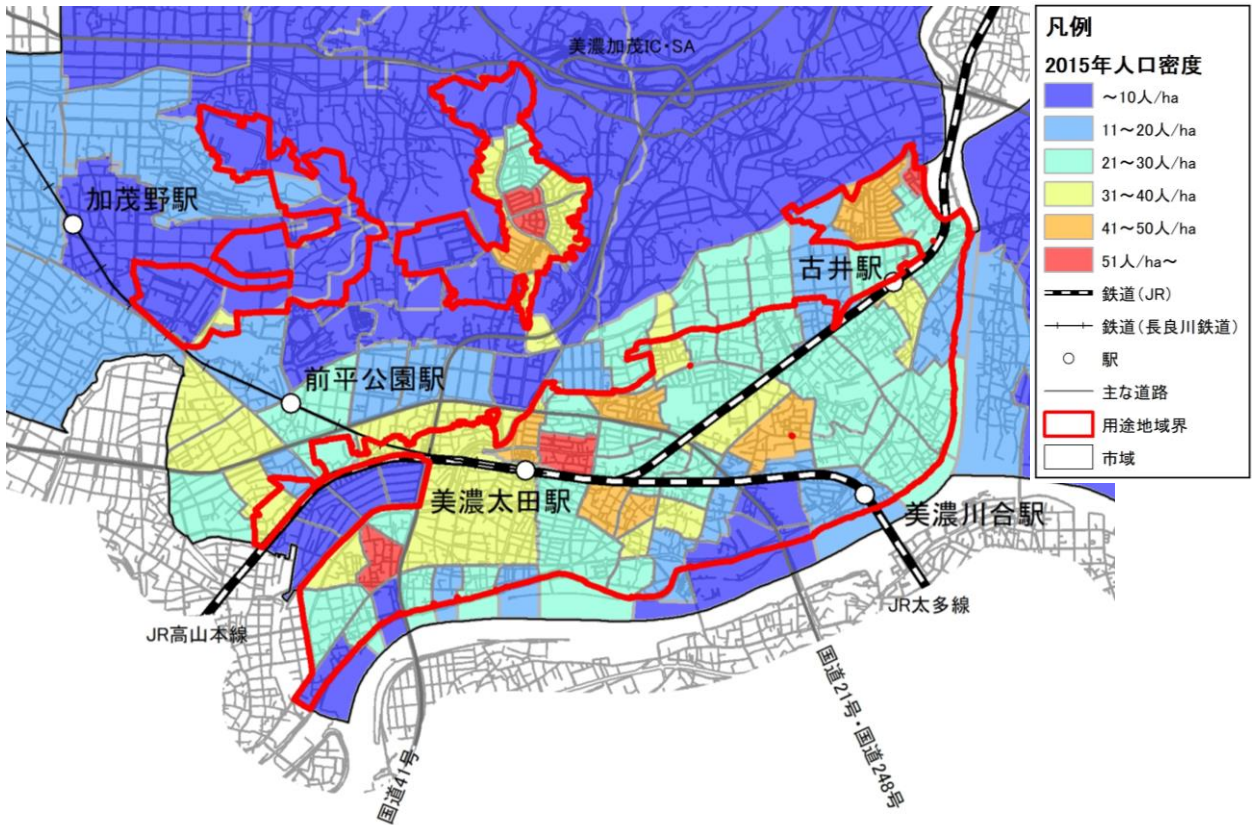 美濃加茂IC・SA
加茂野駅
古井駅
前平公園駅
美濃太田駅
美濃川合駅
JR高山本線
JR太多線
国道41号
国道21号・国道248号
凡例
2015年人口密度
～10人/ha
11～20人/ha
21～30人/ha
31～40人/ha
41～50人/ha
51人/ha～
鉄道(JR)
鉄道(長良川鉄道)
駅
主な道路
用途地域界
市域